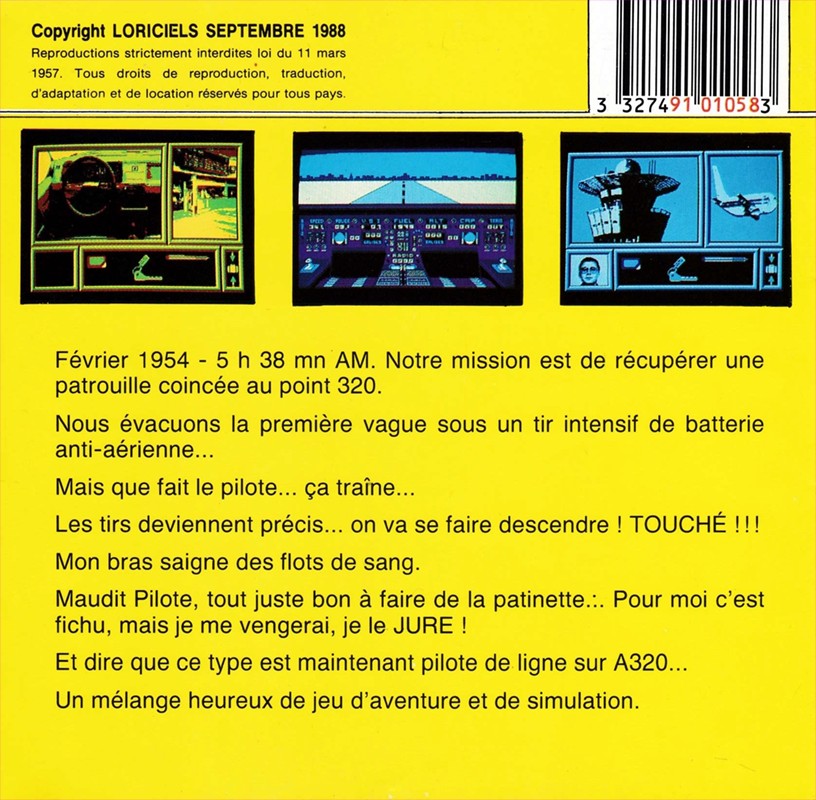 Copyright LORICIELS SEPTEMBRE 1988
Reproductions strictement interdites loi du 11 mars
1957. Tous droits de reproduction, traduction,
d'adaptation et de location réservés pour tous pays.
3 327491 010583
SPEED
FUEL
ALT
CAP
RADIO
Février 1954 - 5 h 38 mn AM. Notre mission est de récupérer une
patrouille coincée au point 320.
Nous évacuons la première vague sous un tir intensif de batterie
anti-aérienne...
Mais que fait le pilote... ça traîne...
Les tirs deviennent précis... on va se faire descendre ! TOUCHÉ !!!
Mon bras saigne des flots de sang.
Maudit Pilote, tout juste bon à faire de la patinette.:. Pour moi c'est
fichu, mais je me vengerai, je le JURE !
Et dire que ce type est maintenant pilote de ligne sur A320...
Un mélange heureux de jeu d'aventure et de simulation.